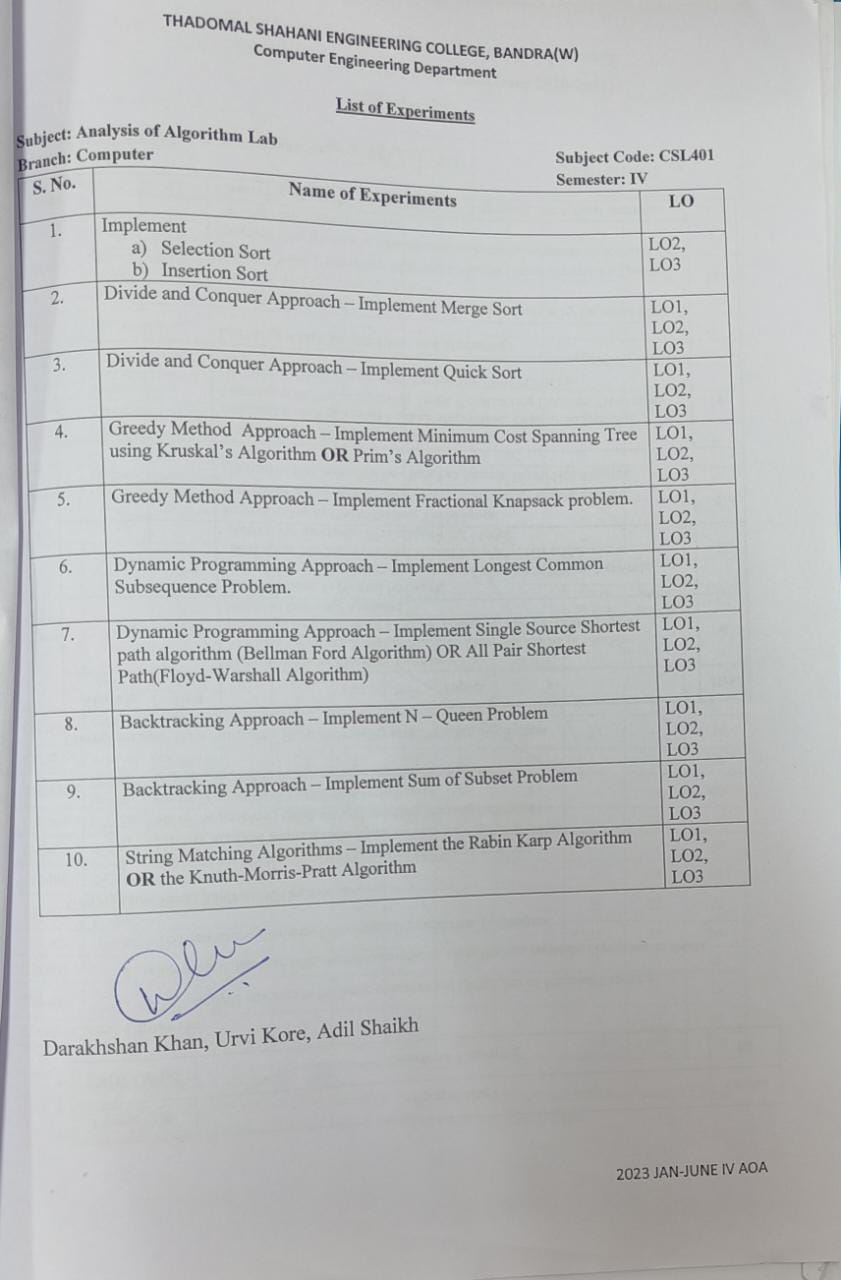 THADOMAL SHAHANI ENGINEERING COLLEGE, BANDRA(W)
Computer Engineering Department
List of Experiments
Subject: Analysis of Algorithm Lab
Branch: Computer
Subject Code: CSL401
Semester: IV
S. No. Name of Experiments LO
1. Implement
a) Selection Sort
b) Insertion Sort
LO2,
LO3
2. Divide and Conquer Approach – Implement Merge Sort
LO1,
LO2,
LO3
3. Divide and Conquer Approach – Implement Quick Sort
LO1,
LO2,
LO3
4. Greedy Method Approach – Implement Minimum Cost Spanning Tree
using Kruskal's Algorithm OR Prim's Algorithm
LO1,
LO2,
LO3
5. Greedy Method Approach – Implement Fractional Knapsack problem.
LO1,
LO2,
LO3
6. Dynamic Programming Approach – Implement Longest Common
Subsequence Problem.
LO1,
LO2,
LO3
7. Dynamic Programming Approach – Implement Single Source Shortest
path algorithm (Bellman Ford Algorithm) OR All Pair Shortest
Path(Floyd-Warshall Algorithm)
LO1,
LO2,
LO3
8. Backtracking Approach – Implement N – Queen Problem
LO1,
LO2,
LO3
9. Backtracking Approach – Implement Sum of Subset Problem
LO1,
LO2,
LO3
10. String Matching Algorithms – Implement the Rabin Karp Algorithm
OR the Knuth-Morris-Pratt Algorithm
LO1,
LO2,
LO3
Darakhshan Khan, Urvi Kore, Adil Shaikh
2023 JAN-JUNE IV AOA